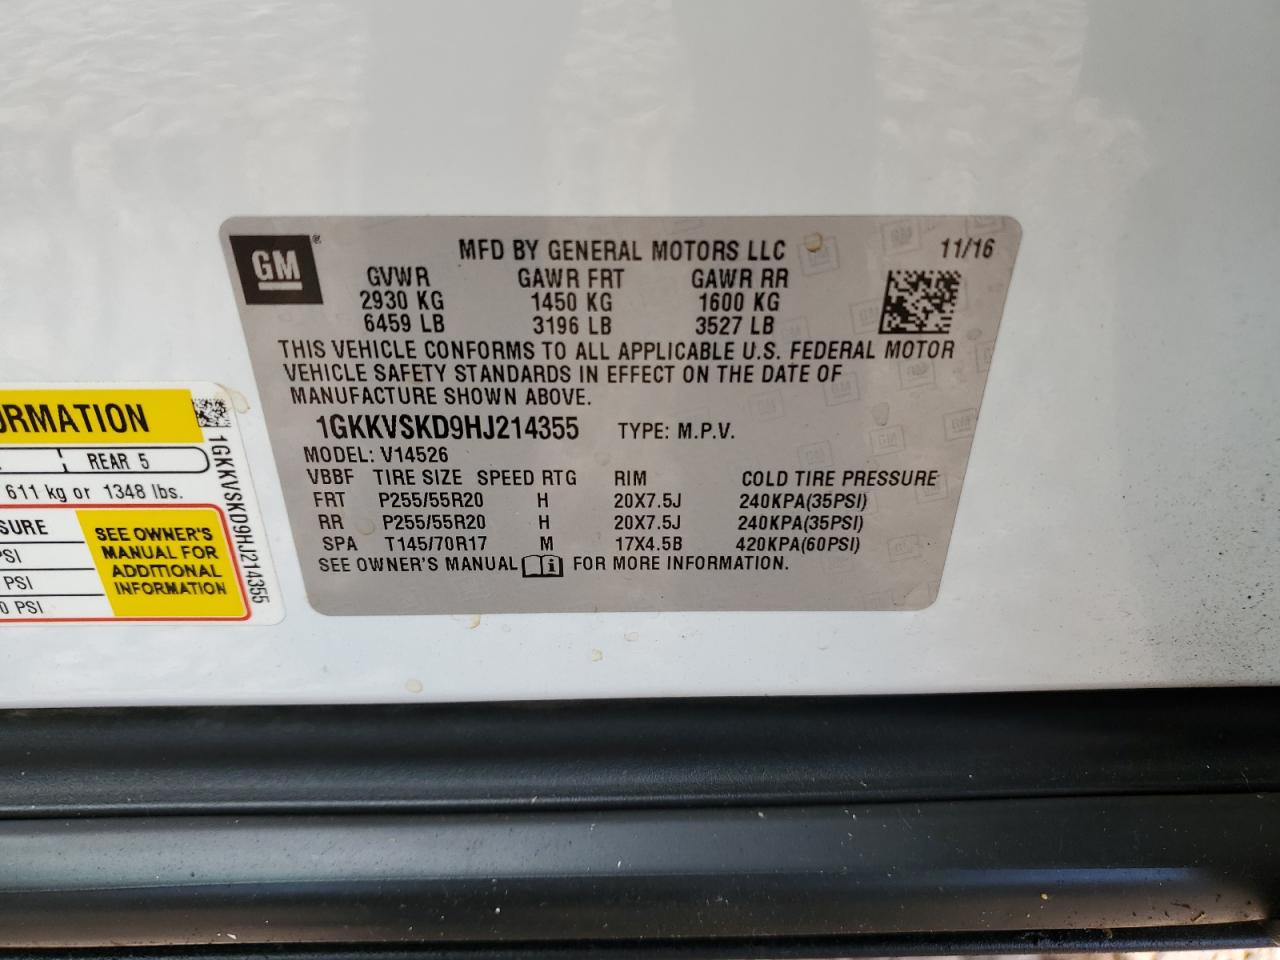 GM®
MFD BY GENERAL MOTORS LLC 11/16
GVWR GAWR FRT GAWR RR
2930 KG 1450 KG 1600 KG
6459 LB 3196 LB 3527 LB
THIS VEHICLE CONFORMS TO ALL APPLICABLE U.S. FEDERAL MOTOR
VEHICLE SAFETY STANDARDS IN EFFECT ON THE DATE OF
MANUFACTURE SHOWN ABOVE.
1GKKVSKD9HJ214355 TYPE: M.P.V.
MODEL: V14526
VBBF TIRE SIZE SPEED RTG RIM COLD TIRE PRESSURE
FRT P255/55R20 H 20X7.5J 240KPA(35PSI)
RR P255/55R20 H 20X7.5J 240KPA(35PSI)
SPA T145/70R17 M 17X4.5B 420KPA(60PSI)
SEE OWNER'S MANUAL i FOR MORE INFORMATION.
ORMATION
REAR 5
611 kg or 1348 lbs.
SURE
PSI
PSI
0 PSI
SEE OWNER'S
MANUAL FOR
ADDITIONAL
INFORMATION
1GKKVSKD9HJ214355